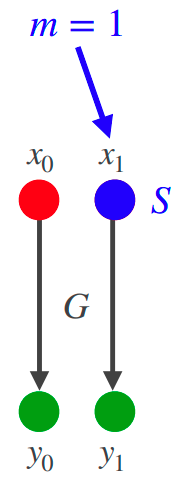 m = 1
x₀ x₁
S
G
y₀ y₁